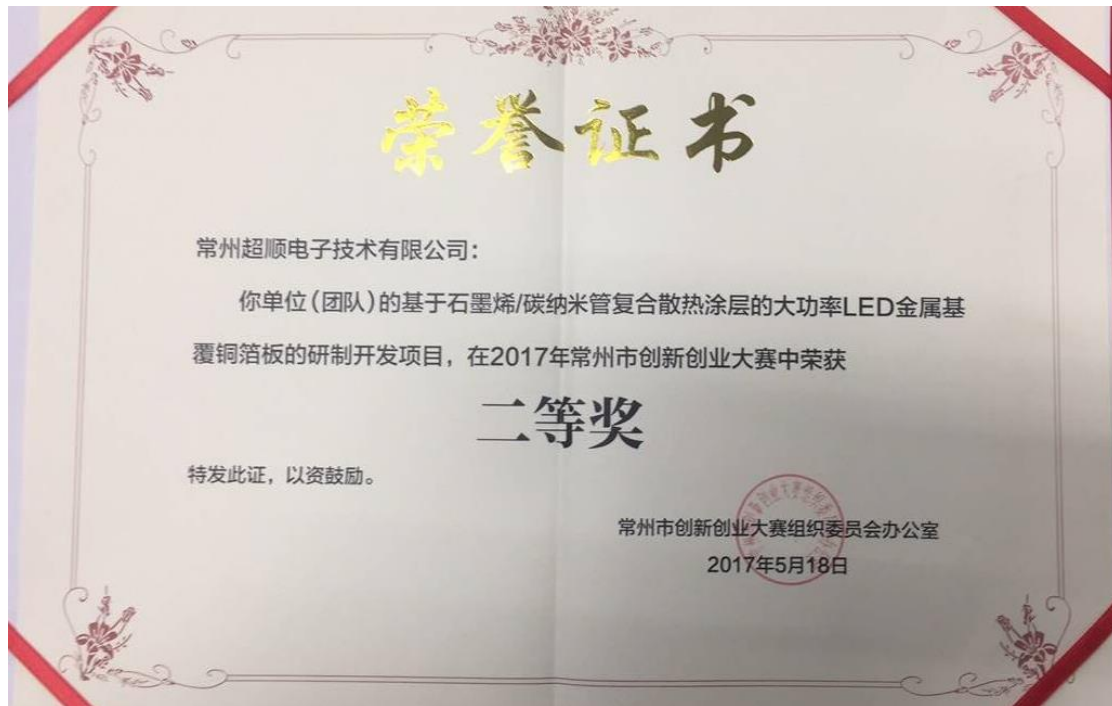 荣誉证书
常州超顺电子技术有限公司：
你单位(团队)的基于石墨烯/碳纳米管复合散热涂层的大功率LED金属基
覆铜箔板的研制开发项目，在2017年常州市创新创业大赛中荣获
二等奖
特发此证，以资鼓励。
常州市创新创业大赛组织委员会办公室
2017年5月18日